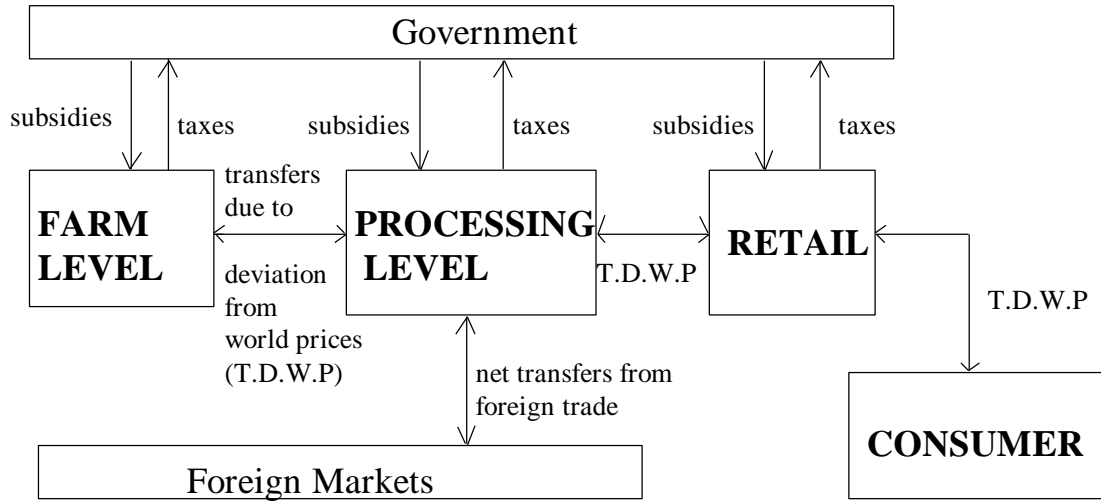 Government
subsidies
taxes
subsidies
taxes
subsidies
taxes
FARM
LEVEL
transfers
due to
deviation
from
world prices
(T.D.W.P)
PROCESSING
LEVEL
T.D.W.P
RETAIL
T.D.W.P
net transfers from
foreign trade
CONSUMER
Foreign Markets